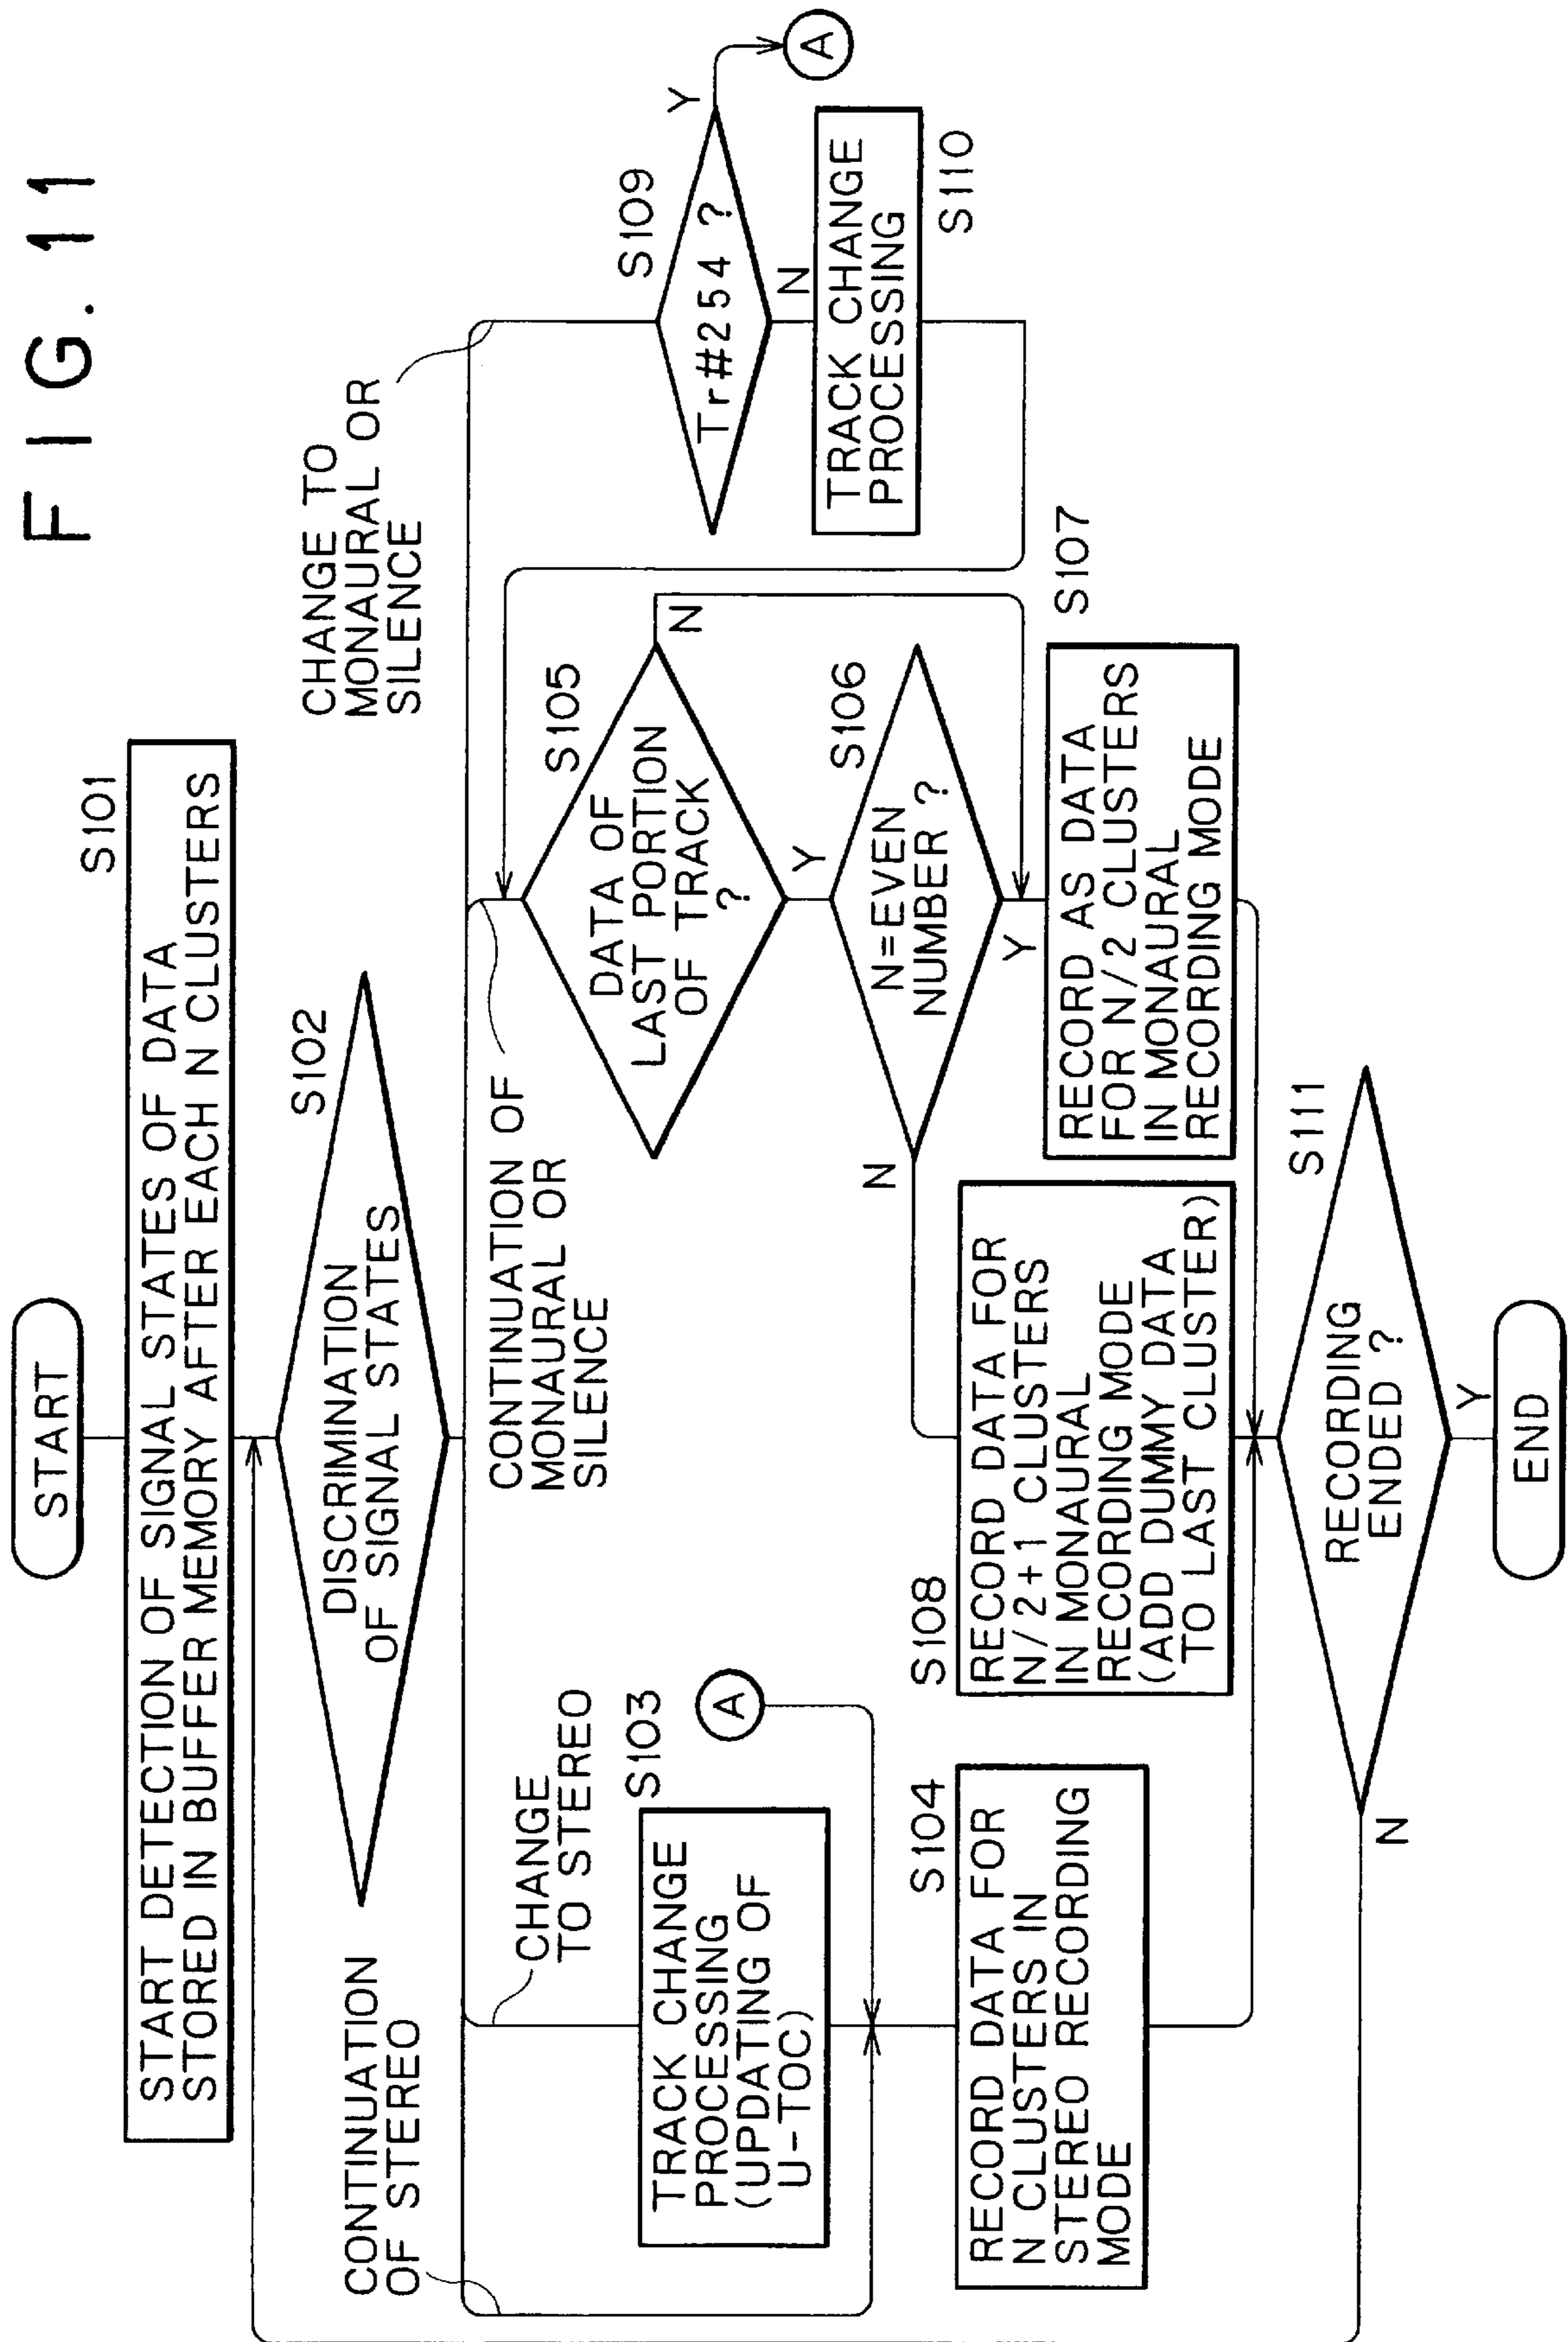 FIG. 11
START
S101
START DETECTION OF SIGNAL STATES OF DATA
STORED IN BUFFER MEMORY AFTER EACH N CLUSTERS
S102
DISCRIMINATION
OF SIGNAL STATES
CONTINUATION
OF STEREO
CHANGE
TO STEREO
CONTINUATION OF
MONAURAL OR
SILENCE
CHANGE TO
MONAURAL OR
SILENCE
S103
TRACK CHANGE
PROCESSING
(UPDATING OF
U-TOC)
A
S104
RECORD DATA FOR
N CLUSTERS IN
STEREO RECORDING
MODE
S105
DATA OF
LAST PORTION
OF TRACK
?
N
Y
S106
N=EVEN
NUMBER ?
N
Y
S107
RECORD AS DATA
FOR N/2 CLUSTERS
IN MONAURAL
RECORDING MODE
S108
RECORD DATA FOR
N/2+1 CLUSTERS
IN MONAURAL
RECORDING MODE
(ADD DUMMY DATA
TO LAST CLUSTER)
S109
Tr#254 ?
Y
A
N
TRACK CHANGE
PROCESSING
S110
S111
RECORDING
ENDED ?
N
Y
END